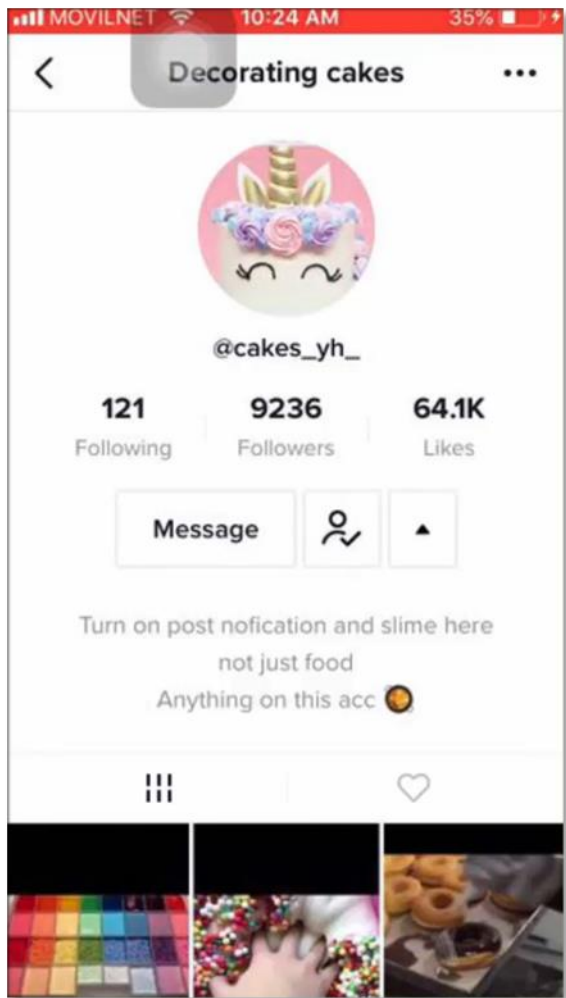 MOVILNET 10:24 AM 35%
Decorating cakes
@cakes_yh_
121 9236 64.1K
Following Followers Likes
Message
Turn on post nofication and slime here
not just food
Anything on this acc 🥘